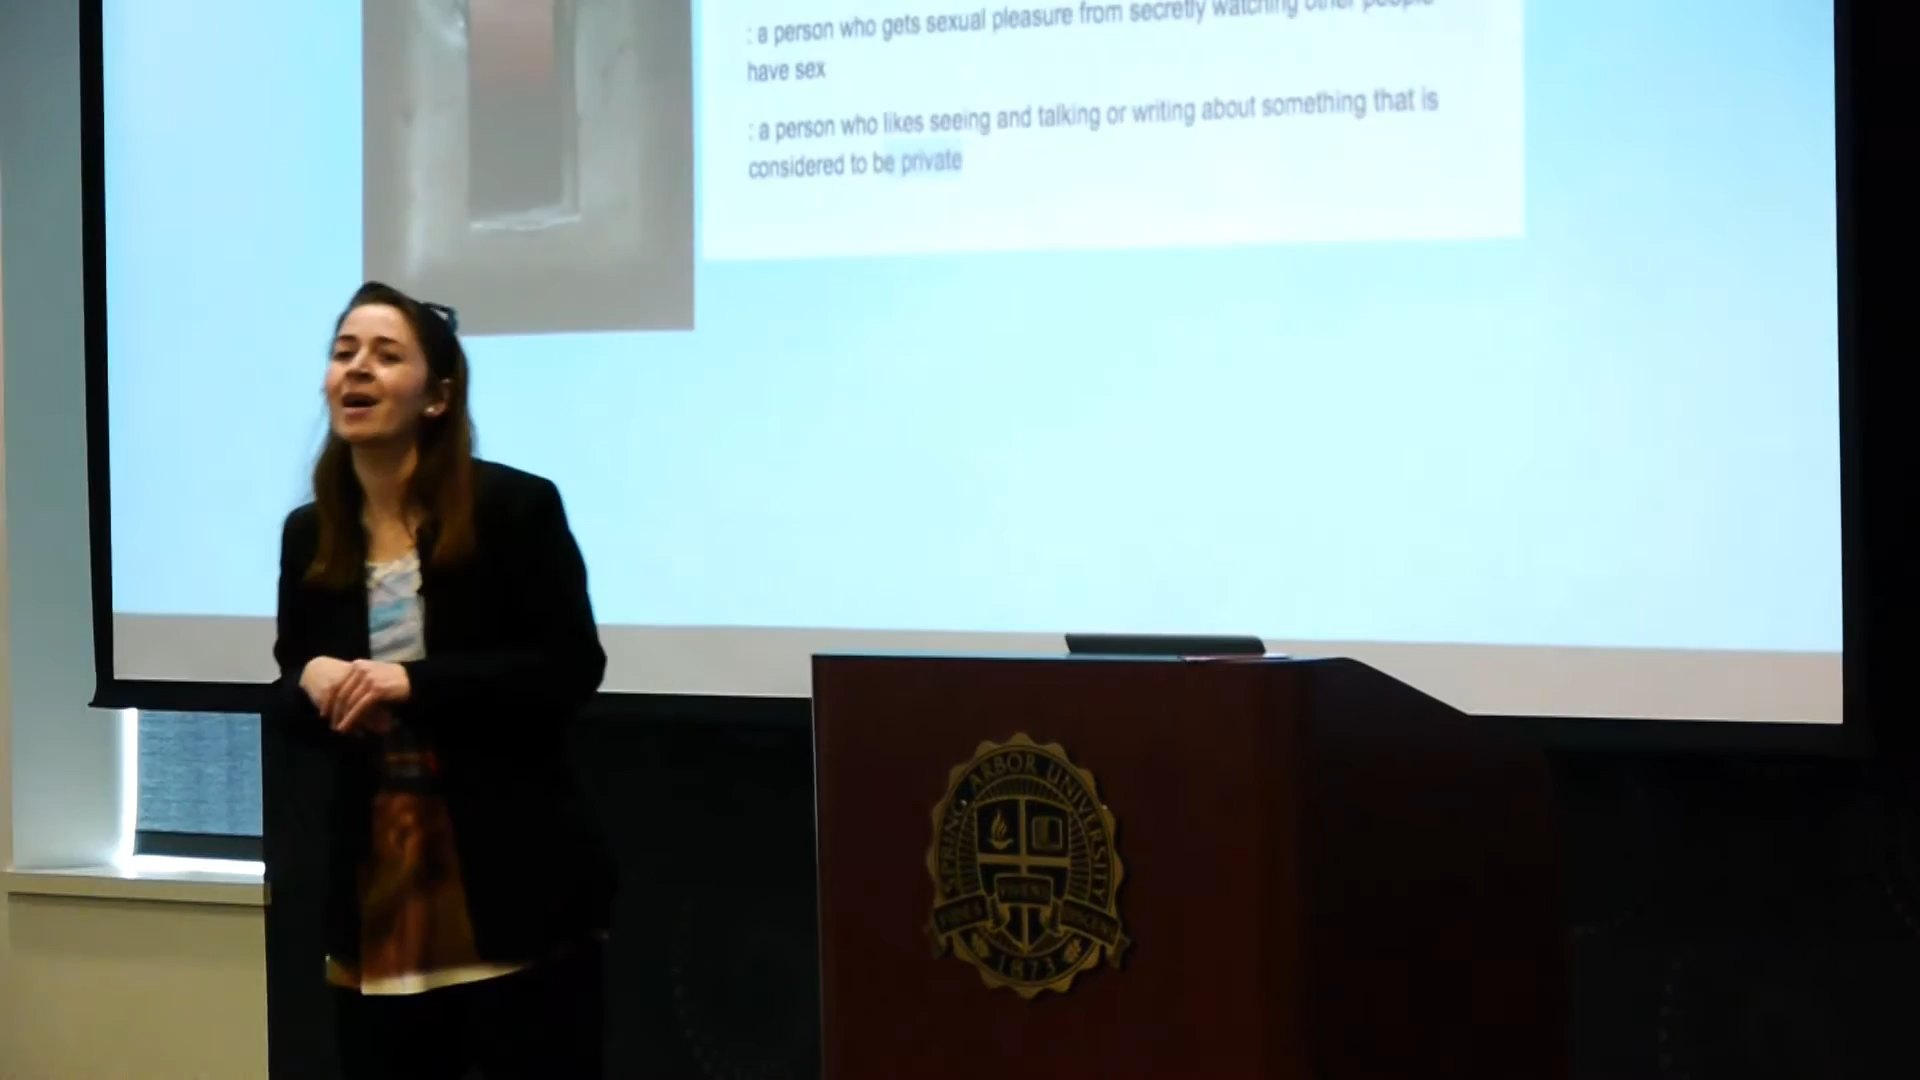 : a person who gets sexual pleasure from secretly watching other people
have sex
: a person who likes seeing and talking or writing about something that is
considered to be private
SPRING ARBOR UNIVERSITY
1873